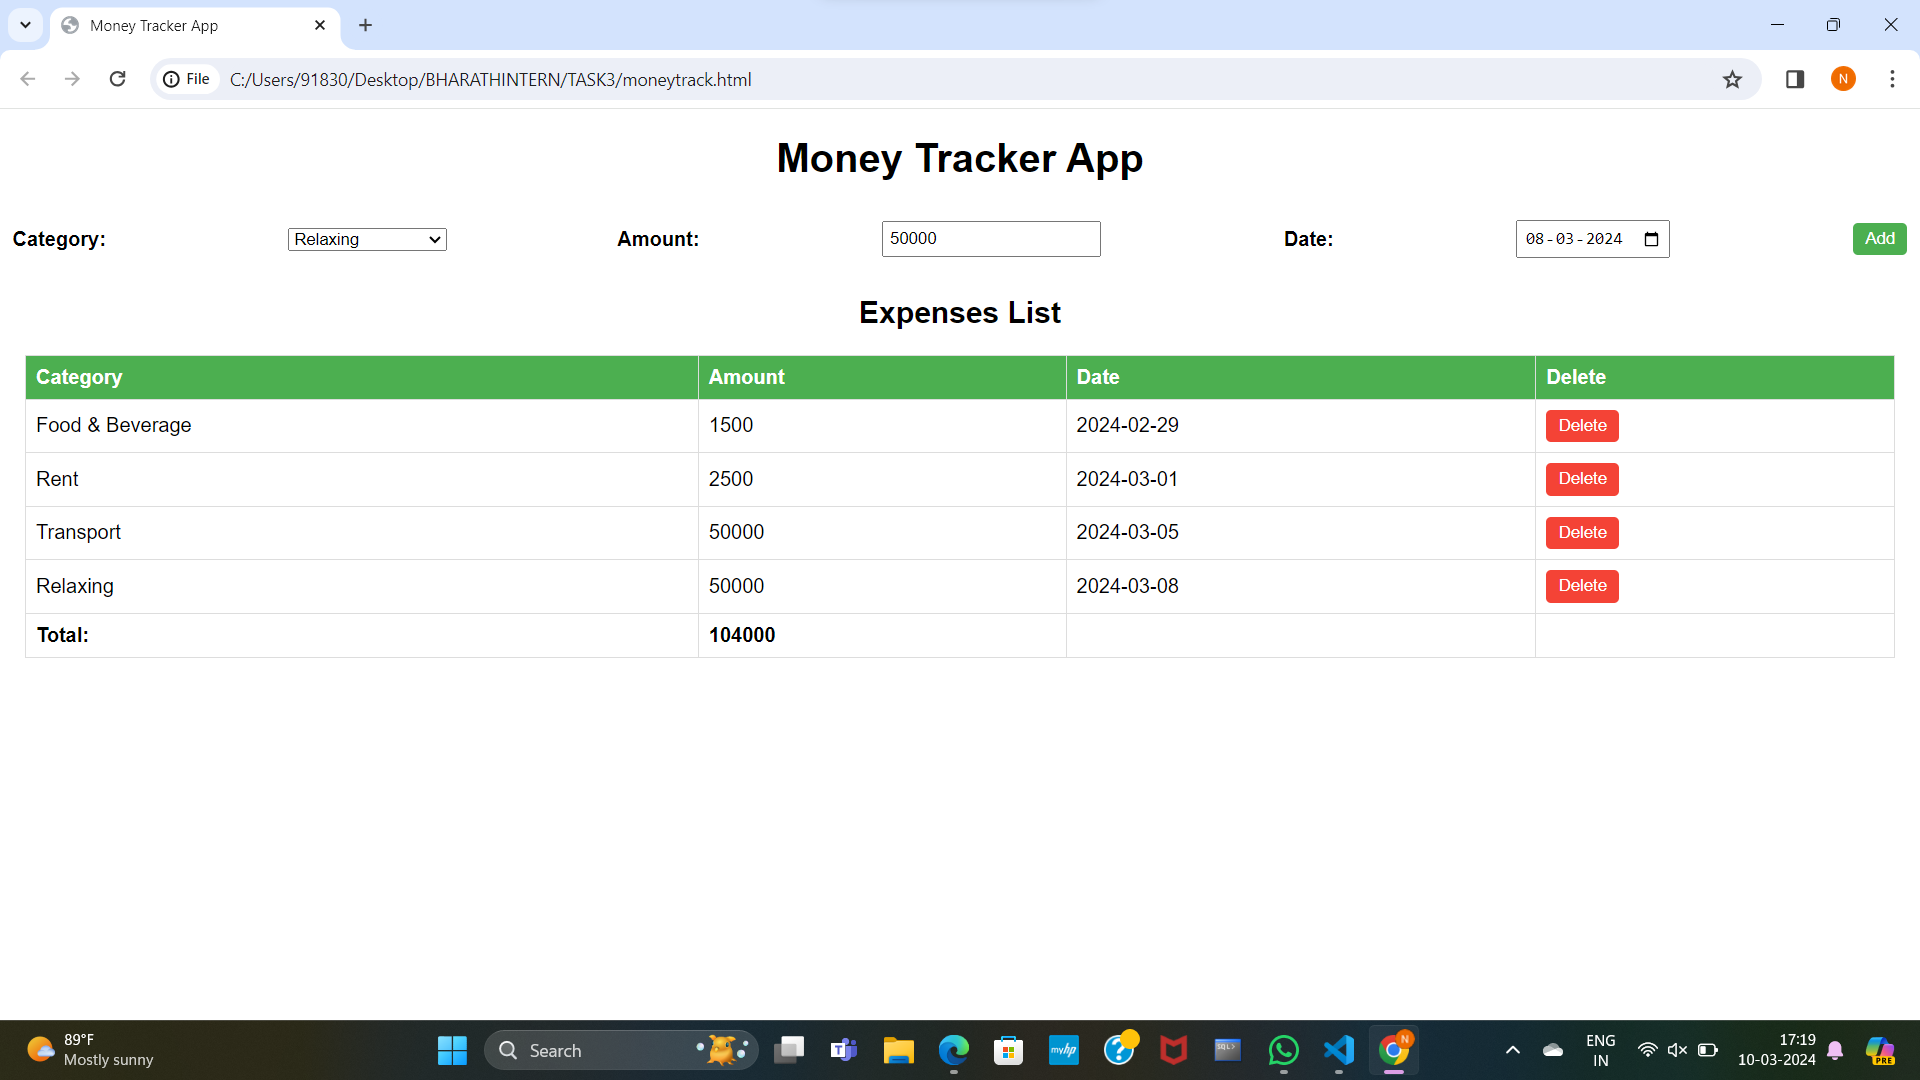 Money Tracker App
File C:/Users/91830/Desktop/BHARATHINTERN/TASK3/moneytrack.html N
Money Tracker App
Category: Relaxing Amount: 50000 Date: 08-03-2024 Add
Expenses List
Category Amount Date Delete
Food & Beverage 1500 2024-02-29 Delete
Rent 2500 2024-03-01 Delete
Transport 50000 2024-03-05 Delete
Relaxing 50000 2024-03-08 Delete
Total: 104000
89°F
Mostly sunny
Search
T
myhp
?
SQL>
N
ENG
IN
17:19
10-03-2024
PRE